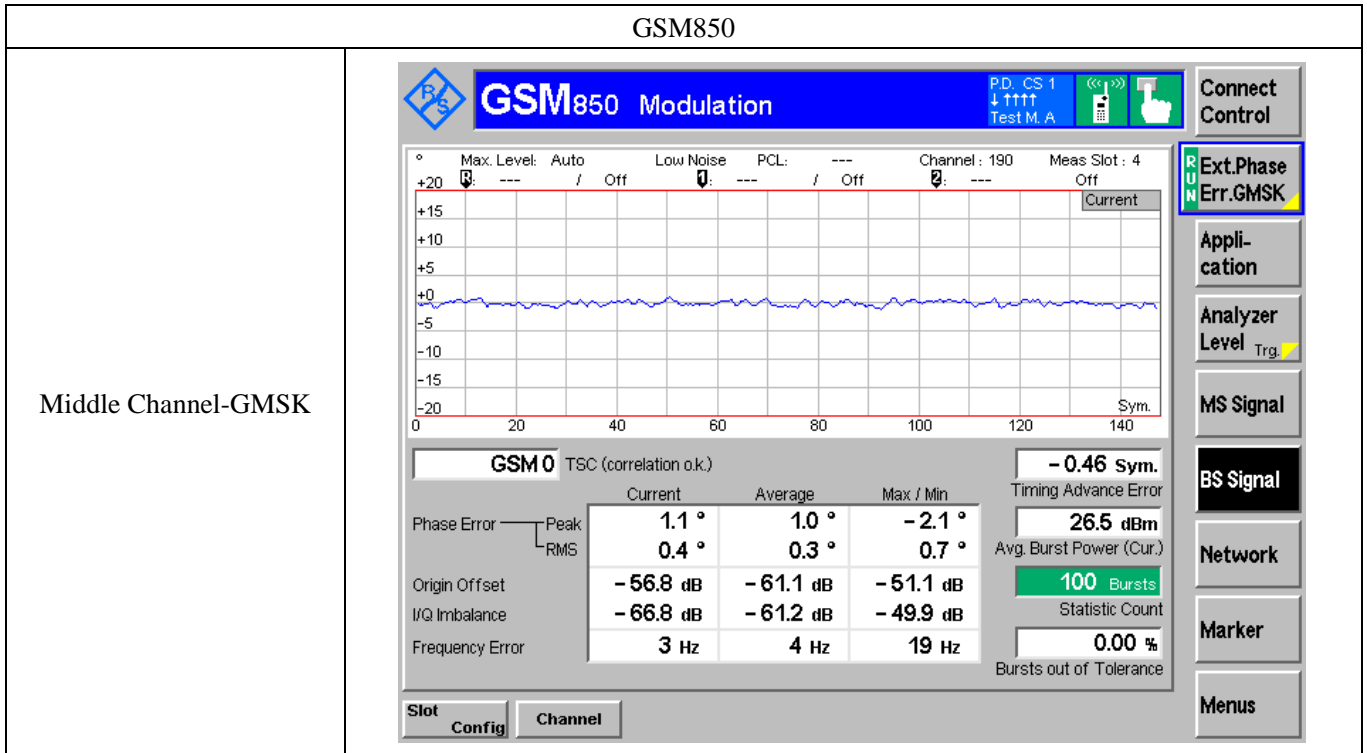 GSM850
Middle Channel-GMSK
R&S
GSM850 Modulation
P.D. CS 1
↓ ↑↑↑↑
Test M. A
Connect
Control
° Max. Level: Auto Low Noise PCL: --- Channel : 190 Meas Slot : 4
+20 R: --- / Off 1: --- / Off 2: --- Off
Current
+15
+10
+5
+0
-5
-10
-15
-20
Sym.
0 20 40 60 80 100 120 140
RUN
Ext.Phase
Err.GMSK
Appli-
cation
Analyzer
Level Trg.
MS Signal
BS Signal
Network
Marker
Menus
GSM 0 TSC (correlation o.k.)
Current Average Max / Min
Phase Error Peak 1.1 ° 1.0 ° - 2.1 °
RMS 0.4 ° 0.3 ° 0.7 °
Origin Offset - 56.8 dB - 61.1 dB - 51.1 dB
I/Q Imbalance - 66.8 dB - 61.2 dB - 49.9 dB
Frequency Error 3 Hz 4 Hz 19 Hz
- 0.46 Sym.
Timing Advance Error
26.5 dBm
Avg. Burst Power (Cur.)
100 Bursts
Statistic Count
0.00 %
Bursts out of Tolerance
Slot
Config
Channel